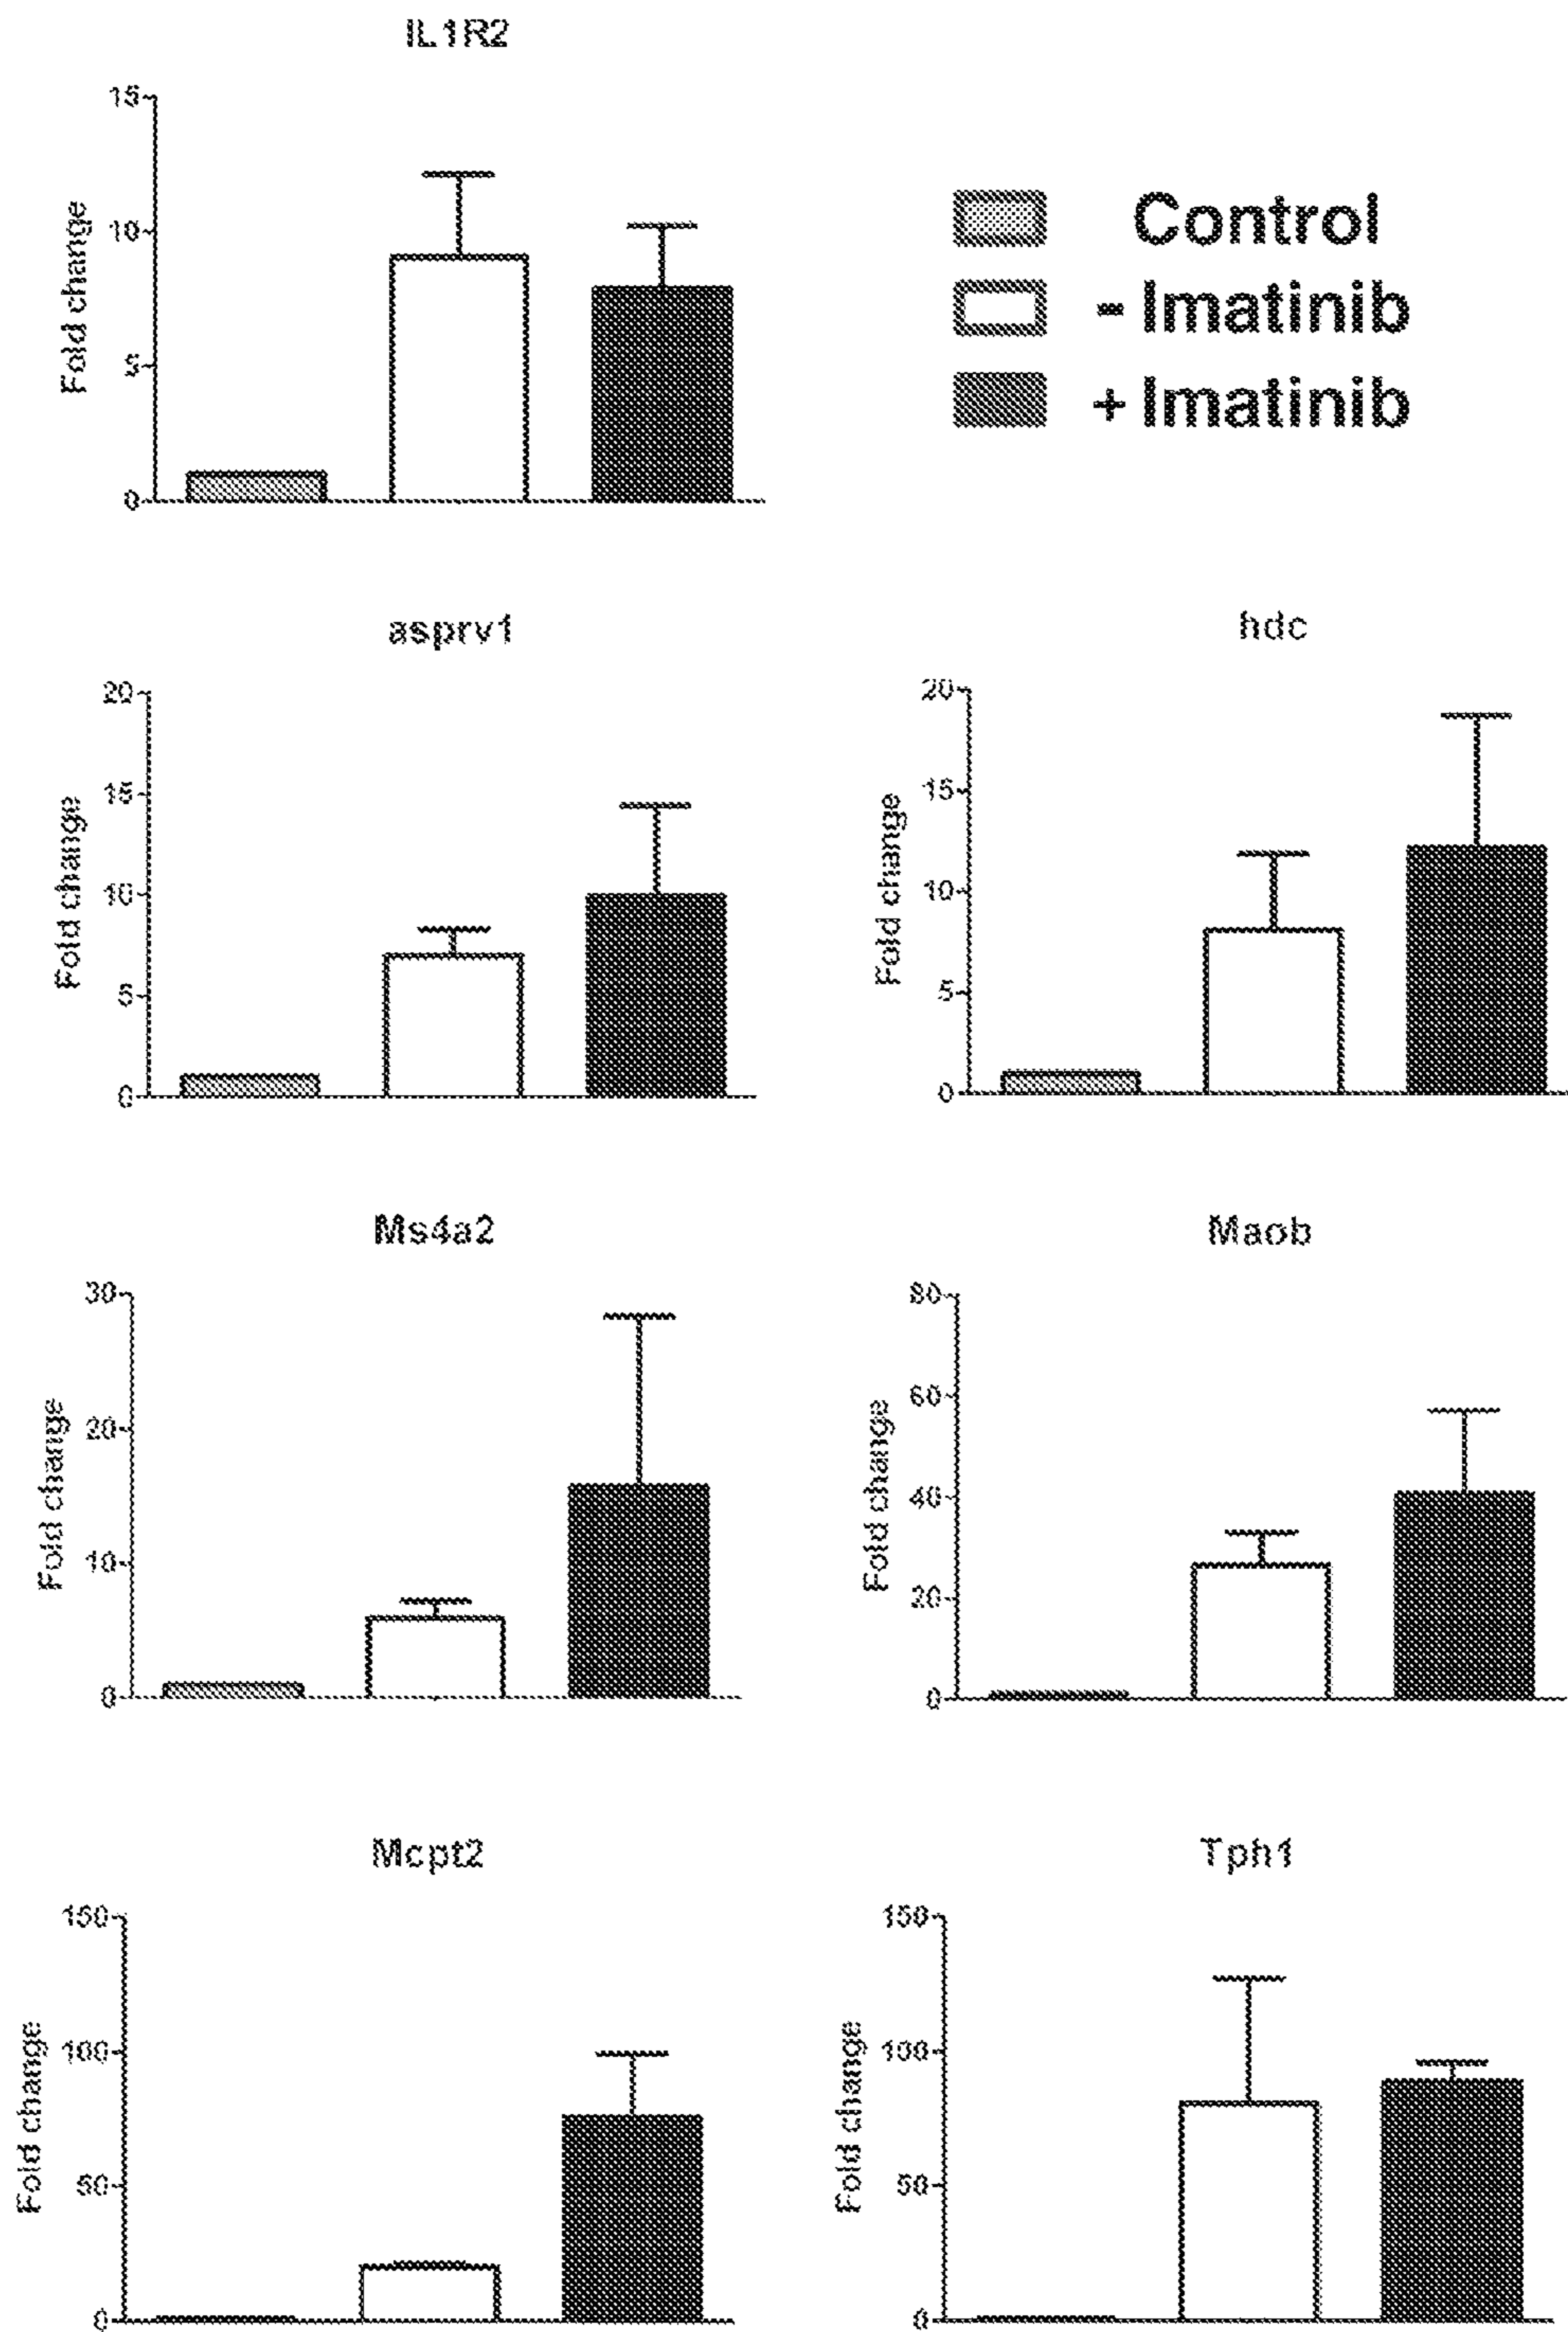 IL1R2
15
10
5
0
Fold change
Control
- Imatinib
+ Imatinib
asprv1
20
15
10
5
0
Fold change
hdc
20
15
10
5
0
Fold change
Ms4a2
30
20
10
0
Fold change
Maob
80
60
40
20
0
Fold change
Mcpt2
150
100
50
0
Fold change
Tph1
150
100
50
0
Fold change